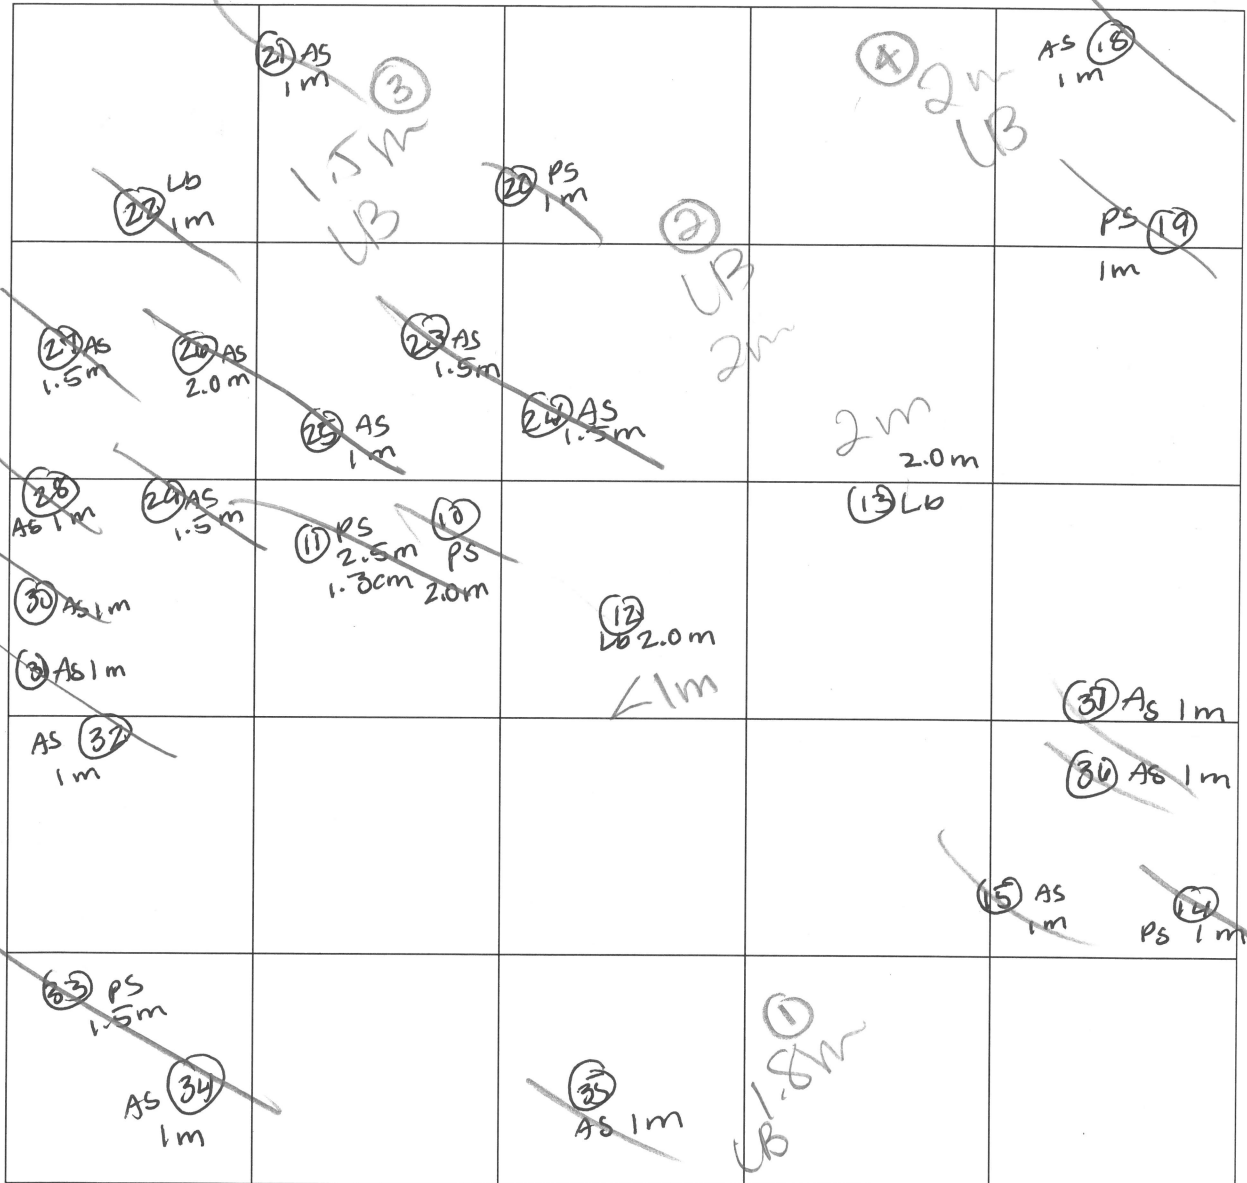 21 AS
1m
3
1.5m
UB
4
2m
UB
AS 18
1m
22 Lb
1m
20 PS
1m
2
UB
2m
PS 19
1m
27 AS
1.5m
26 AS
2.0m
23 AS
1.5m
25 AS
1m
24 AS
1.5m
2m
2.0m
13 Lb
28
AS 1m
29 AS
1.5m
11 PS
2.5m
1.3cm
10
PS
2.0m
30 AS 1m
12
Lb 2.0m
<1m
31 AS 1m
37 AS 1m
AS 32
1m
36 AS 1m
15 AS
1m
14
PS 1m
33 PS
1.5m
1
1.8m
UB
AS 34
1m
35
AS 1m